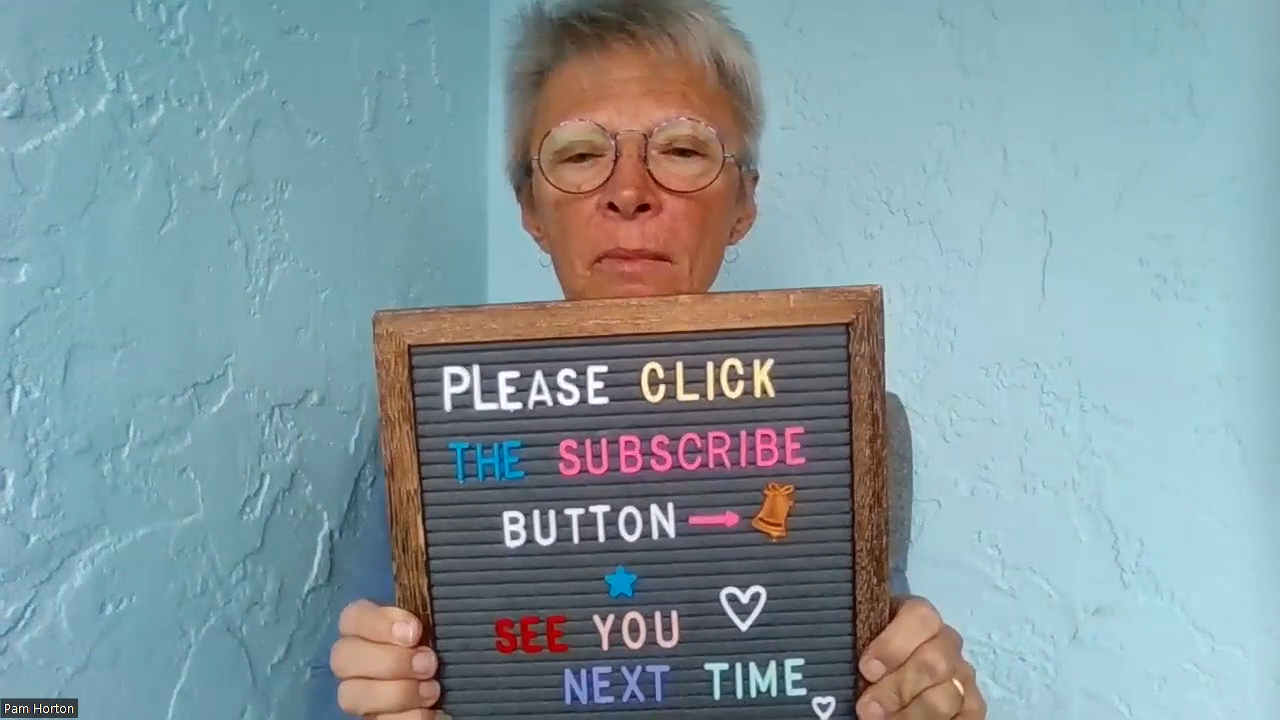 PLEASE CLICK
THE SUBSCRIBE
BUTTON
SEE YOU
NEXT TIME
Pam Horton